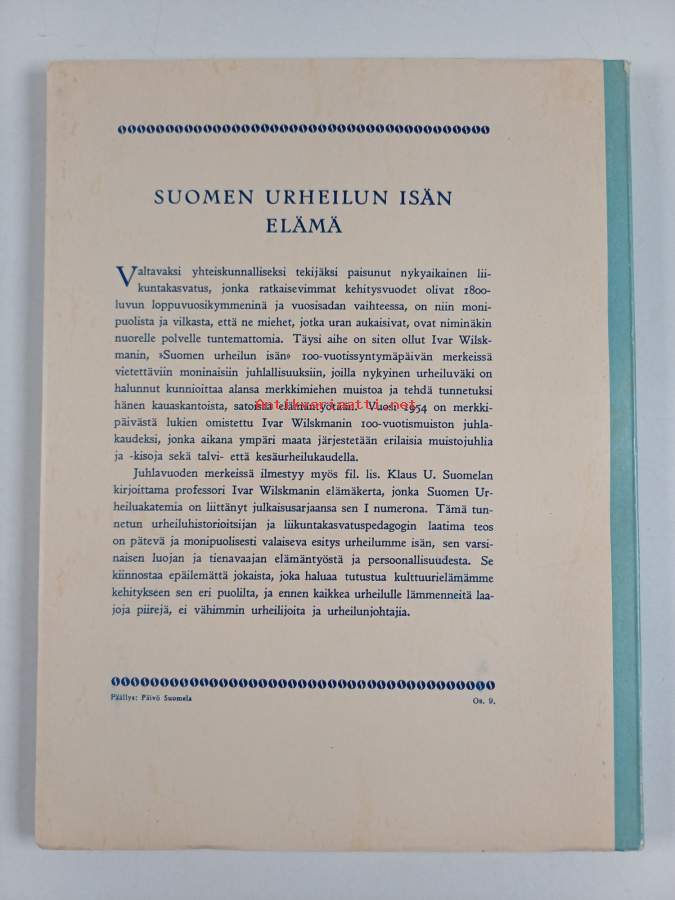 SUOMEN URHEILUN ISÄN
ELÄMÄ
Valtavaksi yhteiskunnalliseksi tekijäksi paisunut nykyaikainen lii-
kuntakasvatus, jonka ratkaisevimmat kehitysvuodet olivat 1800-
luvun loppuvuosikymmeninä ja vuosisadan vaihteessa, on niin moni-
puolista ja vilkasta, että ne miehet, jotka uran aukaisivat, ovat niminäkin
nuorelle polvelle tuntemattomia. Täysi aihe on siten ollut Ivar Wilsk-
manin, »Suomen urheilun isän» 100-vuotissyntymäpäivän merkeissä
vietettäviin moninaisiin juhlallisuuksiin, joilla nykyinen urheiluväki on
halunnut kunnioittaa alansa merkkimiehen muistoa ja tehdä tunnetuksi
hänen kauaskantoista, satoisaa elämäntyötään. Vuosi 1954 on merkki-
Antikvariaatti.net
päivästä lukien omistettu Ivar Wilskmanin 100-vuotismuiston juhla-
kaudeksi, jonka aikana ympäri maata järjestetään erilaisia muistojuhlia
ja -kisoja sekä talvi- että kesäurheilukaudella.
Juhlavuoden merkeissä ilmestyy myös fil. lis. Klaus U. Suomelan
kirjoittama professori Ivar Wilskmanin elämäkerta, jonka Suomen Ur-
heiluakatemia on liittänyt julkaisusarjaansa sen I numerona. Tämä tun-
netun urheiluhistorioitsijan ja liikuntakasvatuspedagogin laatima teos
on pätevä ja monipuolisesti valaiseva esitys urheilumme isän, sen varsi-
naisen luojan ja tienavaajan elämäntyöstä ja persoonallisuudesta. Se
kiinnostaa epäilemättä jokaista, joka haluaa tutustua kulttuurielämämme
kehitykseen sen eri puolilta, ja ennen kaikkea urheilulle lämmenneitä laa-
joja piirejä, ei vähimmin urheilijoita ja urheilunjohtajia.
Päällys: Päivö Suomela
Os. 9.